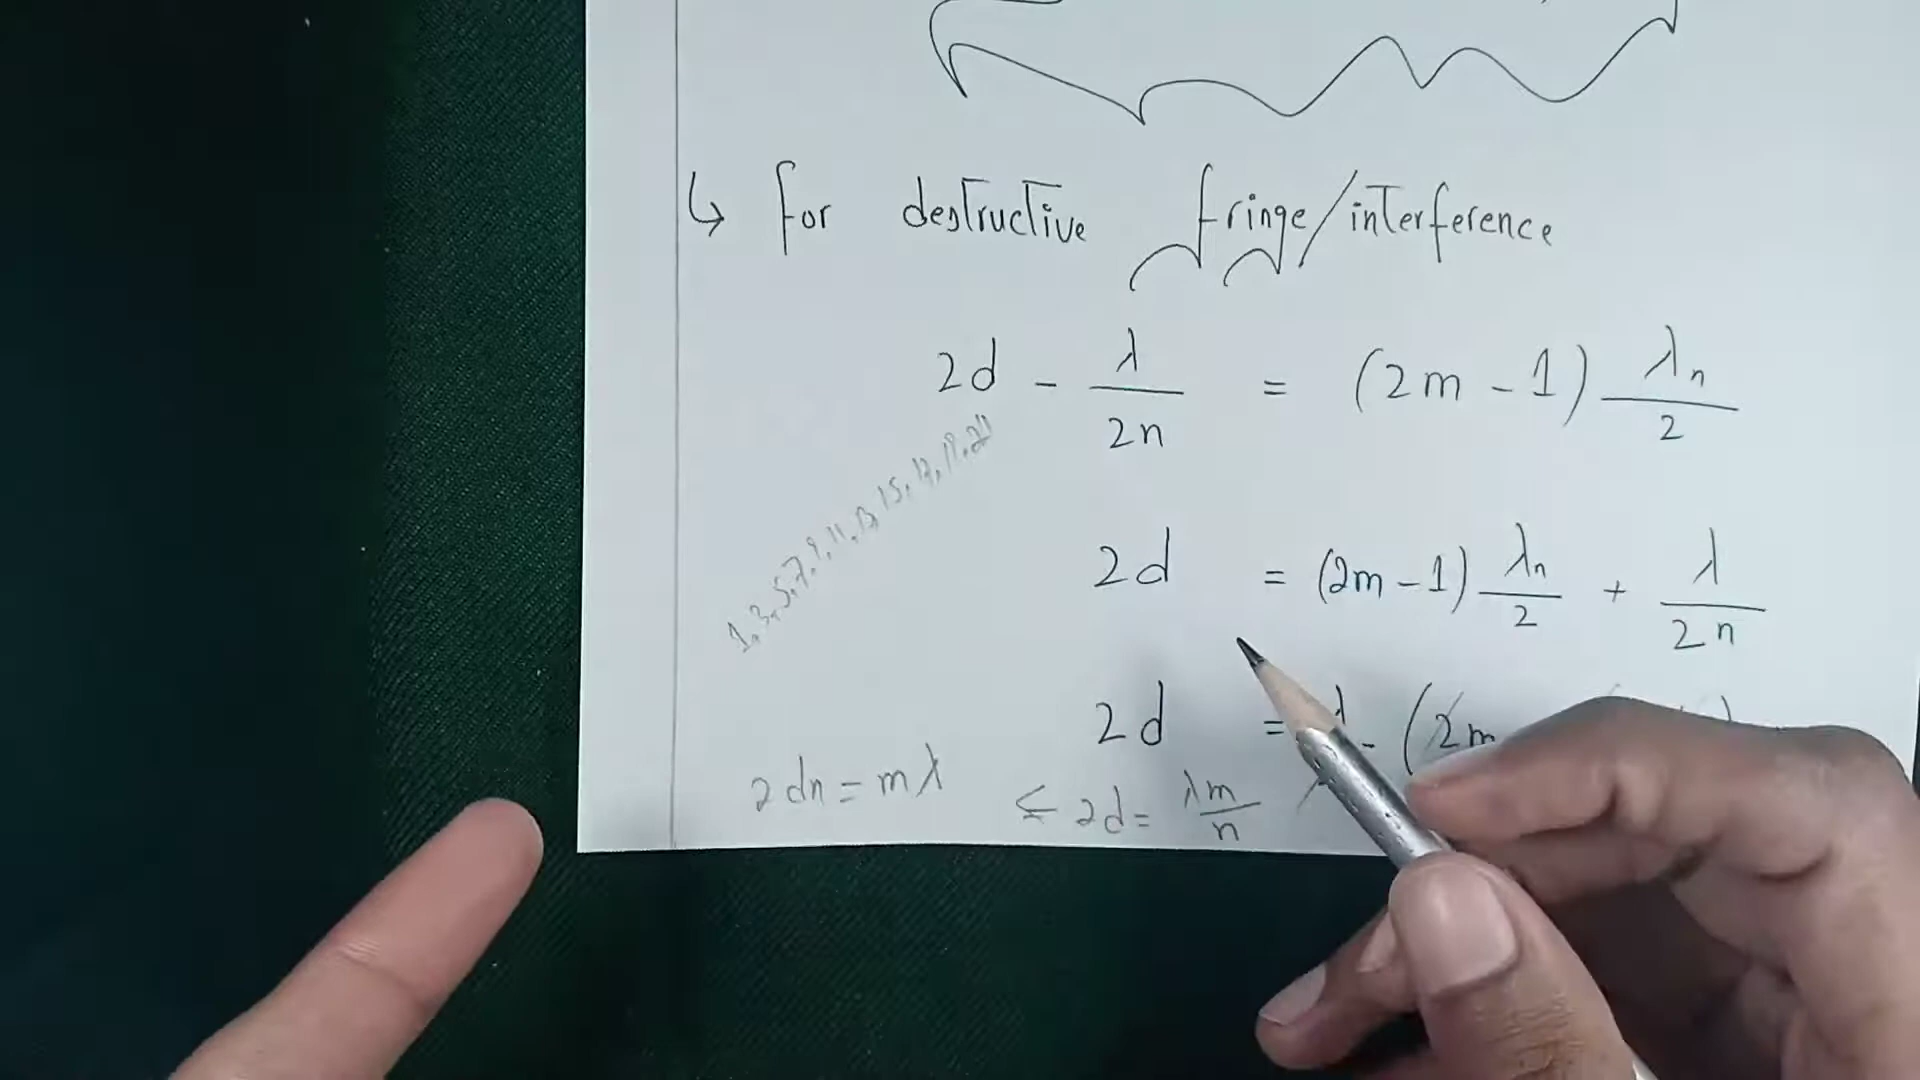 ↳ For destructive fringe/interference
2d - λ/2n = (2m - 1) λn/2
2d = (2m - 1) λn/2 + λ/2n
1, 3, 5, 7, 9, 11, 13, 15, 17, 19, 21
2d = λ (2m
2dn = mλ ⇐ 2d = λm/n